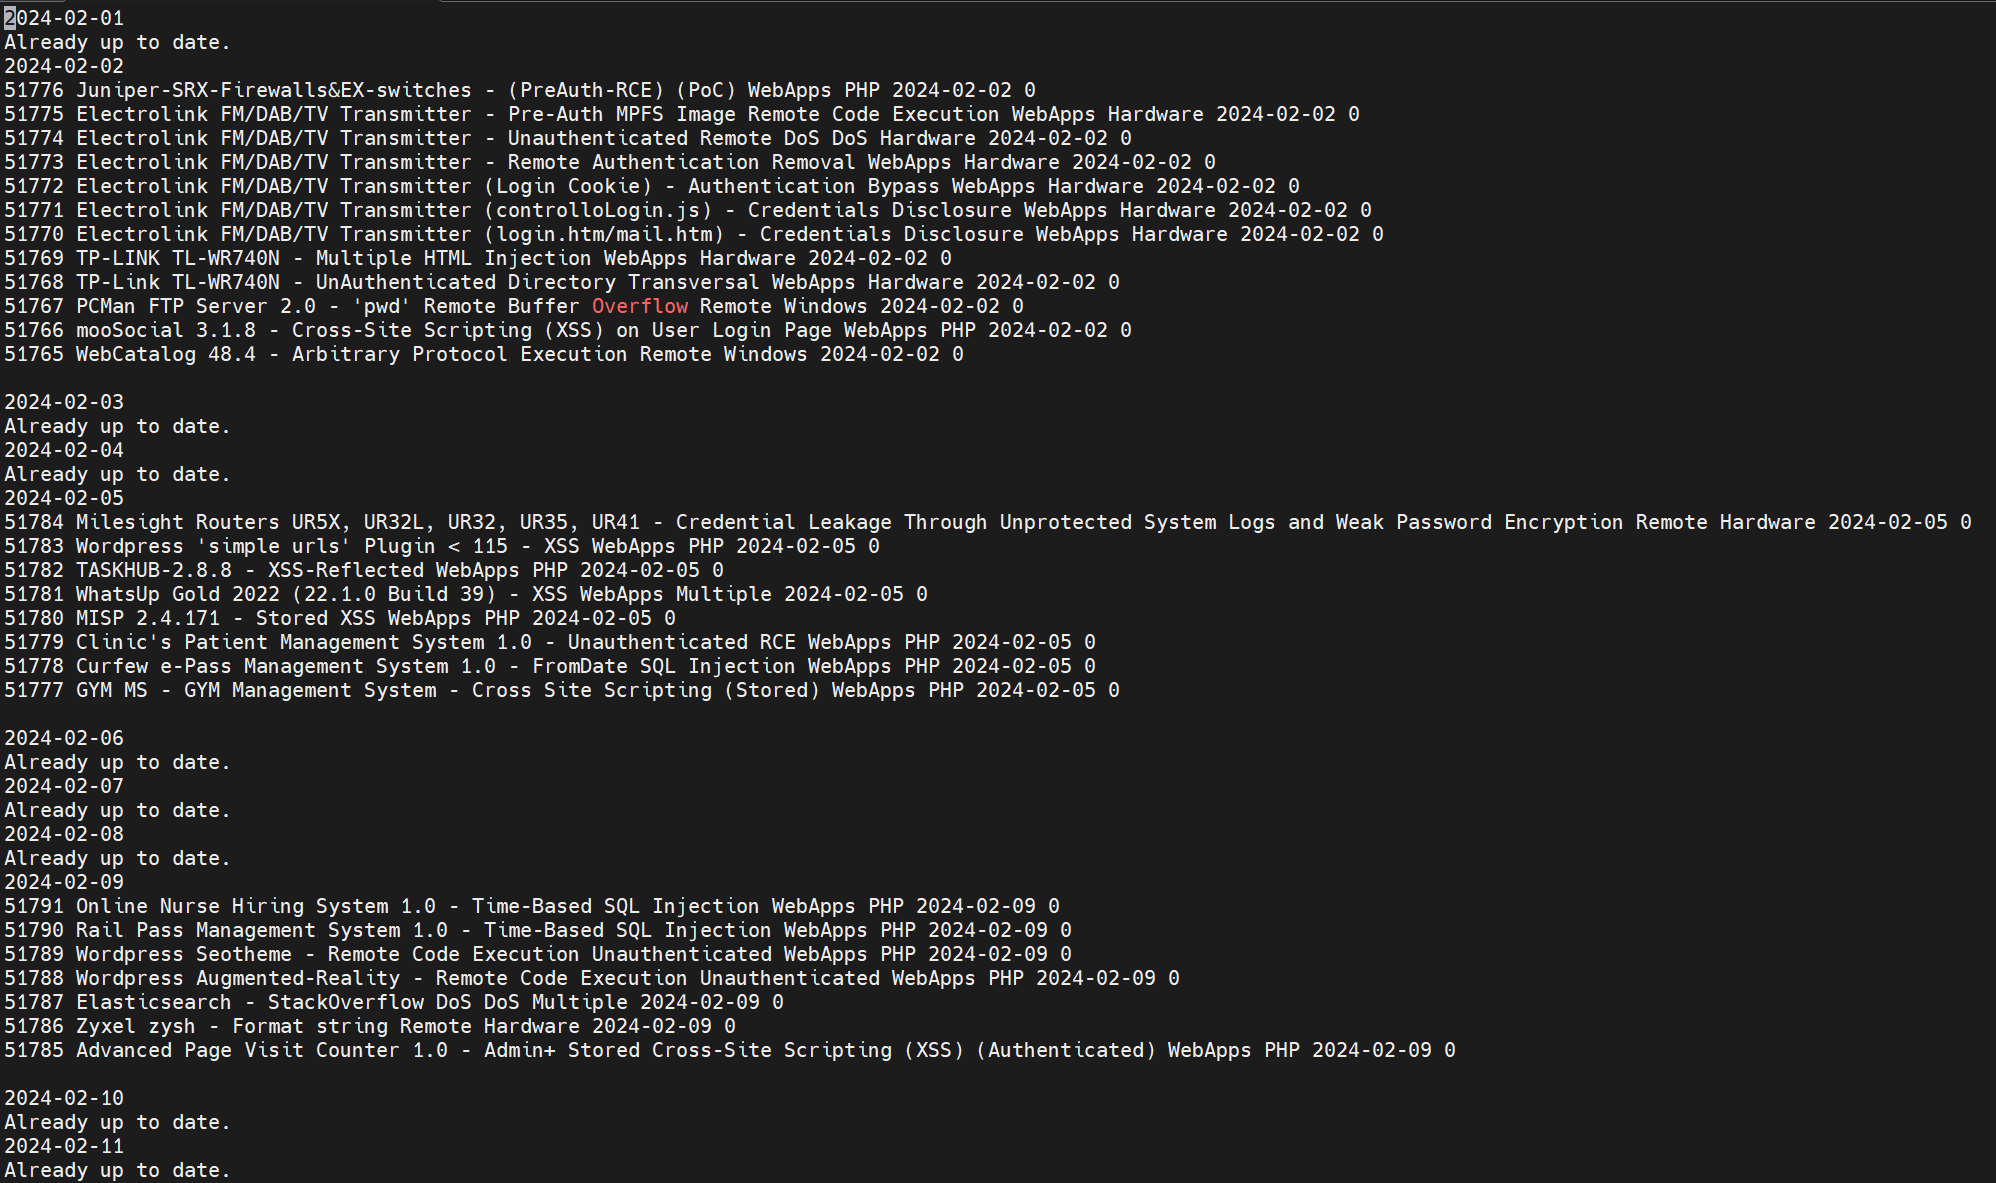 2024-02-01
Already up to date.
2024-02-02
51776 Juniper-SRX-Firewalls&EX-switches - (PreAuth-RCE) (PoC) WebApps PHP 2024-02-02 0
51775 Electrolink FM/DAB/TV Transmitter - Pre-Auth MPFS Image Remote Code Execution WebApps Hardware 2024-02-02 0
51774 Electrolink FM/DAB/TV Transmitter - Unauthenticated Remote DoS DoS Hardware 2024-02-02 0
51773 Electrolink FM/DAB/TV Transmitter - Remote Authentication Removal WebApps Hardware 2024-02-02 0
51772 Electrolink FM/DAB/TV Transmitter (Login Cookie) - Authentication Bypass WebApps Hardware 2024-02-02 0
51771 Electrolink FM/DAB/TV Transmitter (controlloLogin.js) - Credentials Disclosure WebApps Hardware 2024-02-02 0
51770 Electrolink FM/DAB/TV Transmitter (login.htm/mail.htm) - Credentials Disclosure WebApps Hardware 2024-02-02 0
51769 TP-LINK TL-WR740N - Multiple HTML Injection WebApps Hardware 2024-02-02 0
51768 TP-Link TL-WR740N - UnAuthenticated Directory Transversal WebApps Hardware 2024-02-02 0
51767 PCMan FTP Server 2.0 - 'pwd' Remote Buffer Overflow Remote Windows 2024-02-02 0
51766 mooSocial 3.1.8 - Cross-Site Scripting (XSS) on User Login Page WebApps PHP 2024-02-02 0
51765 WebCatalog 48.4 - Arbitrary Protocol Execution Remote Windows 2024-02-02 0
2024-02-03
Already up to date.
2024-02-04
Already up to date.
2024-02-05
51784 Milesight Routers UR5X, UR32L, UR32, UR35, UR41 - Credential Leakage Through Unprotected System Logs and Weak Password Encryption Remote Hardware 2024-02-05 0
51783 Wordpress 'simple urls' Plugin < 115 - XSS WebApps PHP 2024-02-05 0
51782 TASKHUB-2.8.8 - XSS-Reflected WebApps PHP 2024-02-05 0
51781 WhatsUp Gold 2022 (22.1.0 Build 39) - XSS WebApps Multiple 2024-02-05 0
51780 MISP 2.4.171 - Stored XSS WebApps PHP 2024-02-05 0
51779 Clinic's Patient Management System 1.0 - Unauthenticated RCE WebApps PHP 2024-02-05 0
51778 Curfew e-Pass Management System 1.0 - FromDate SQL Injection WebApps PHP 2024-02-05 0
51777 GYM MS - GYM Management System - Cross Site Scripting (Stored) WebApps PHP 2024-02-05 0
2024-02-06
Already up to date.
2024-02-07
Already up to date.
2024-02-08
Already up to date.
2024-02-09
51791 Online Nurse Hiring System 1.0 - Time-Based SQL Injection WebApps PHP 2024-02-09 0
51790 Rail Pass Management System 1.0 - Time-Based SQL Injection WebApps PHP 2024-02-09 0
51789 Wordpress Seotheme - Remote Code Execution Unauthenticated WebApps PHP 2024-02-09 0
51788 Wordpress Augmented-Reality - Remote Code Execution Unauthenticated WebApps PHP 2024-02-09 0
51787 Elasticsearch - StackOverflow DoS DoS Multiple 2024-02-09 0
51786 Zyxel zysh - Format string Remote Hardware 2024-02-09 0
51785 Advanced Page Visit Counter 1.0 - Admin+ Stored Cross-Site Scripting (XSS) (Authenticated) WebApps PHP 2024-02-09 0
2024-02-10
Already up to date.
2024-02-11
Already up to date.